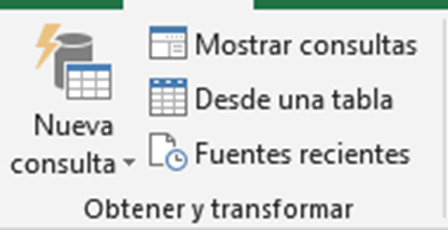 Nueva
consulta
Mostrar consultas
Desde una tabla
Fuentes recientes
Obtener y transformar